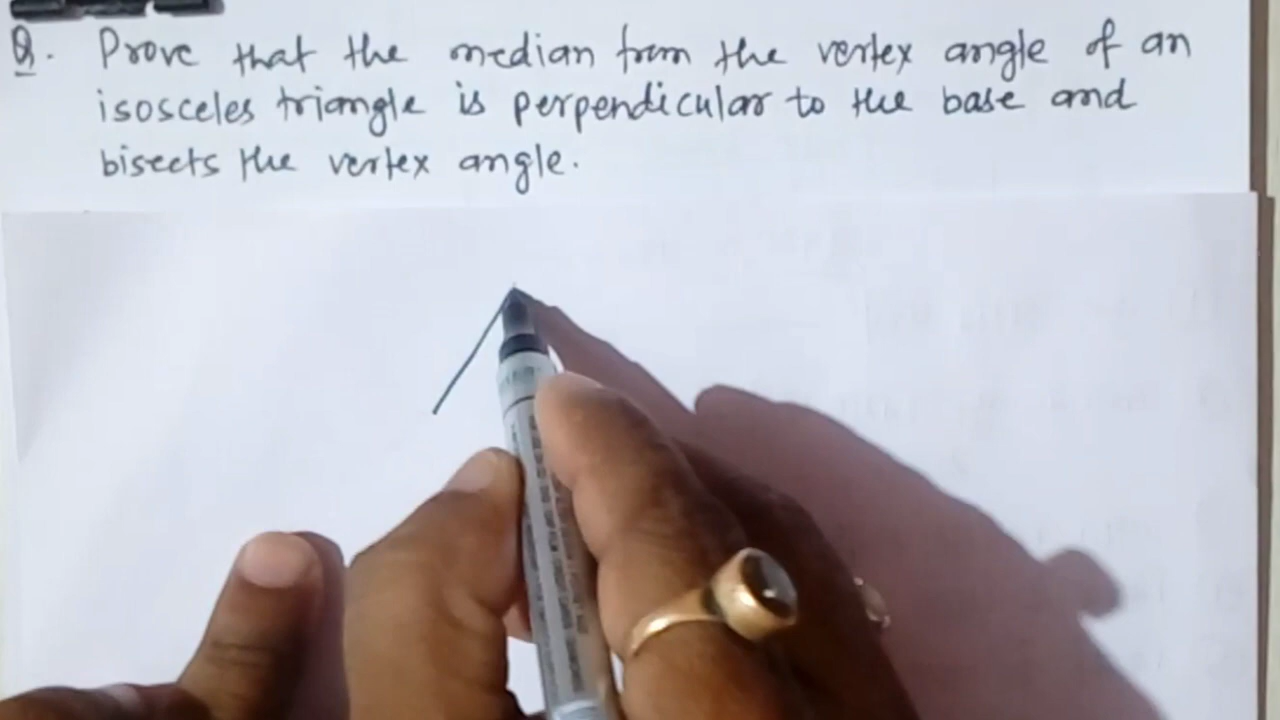 Q. Prove that the median from the vertex angle of an
isosceles triangle is perpendicular to the base and
bisects the vertex angle.